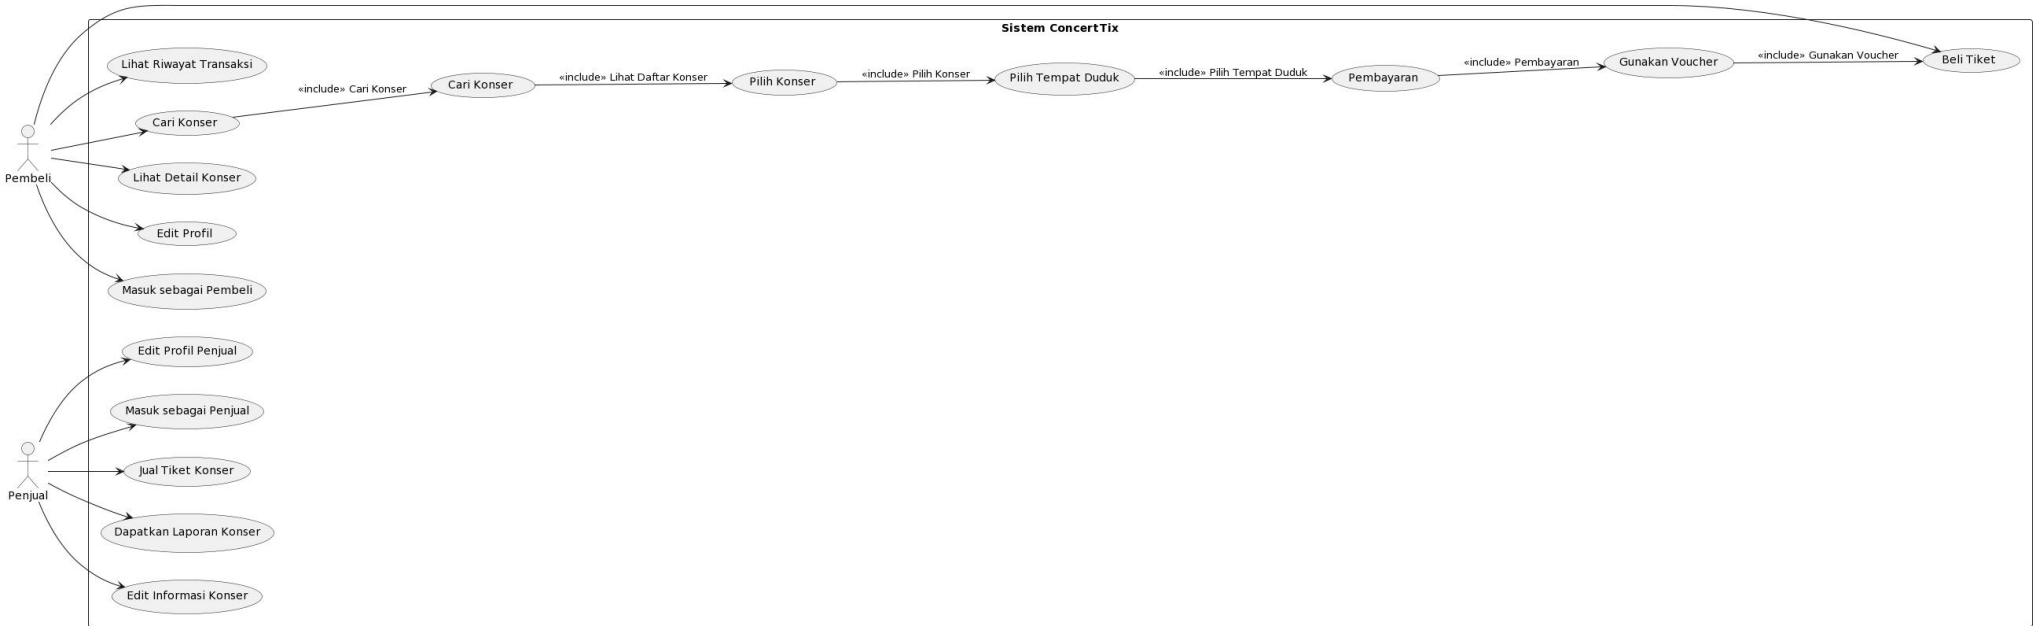 Sistem ConcertTix
Lihat Riwayat Transaksi
Cari Konser
Lihat Detail Konser
Edit Profil
Masuk sebagai Pembeli
Pembeli
«include» Cari Konser
Cari Konser
«include» Lihat Daftar Konser
Pilih Konser
«include» Pilih Konser
Pilih Tempat Duduk
«include» Pilih Tempat Duduk
Pembayaran
«include» Pembayaran
Gunakan Voucher
«include» Gunakan Voucher
Beli Tiket
Edit Profil Penjual
Masuk sebagai Penjual
Jual Tiket Konser
Penjual
Dapatkan Laporan Konser
Edit Informasi Konser